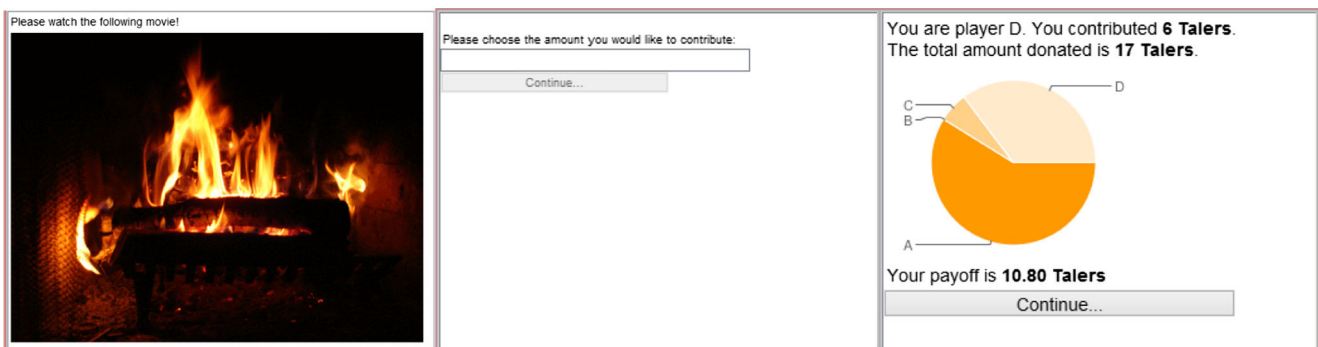 Please watch the following movie!
Please choose the amount you would like to contribute:
Continue...
You are player D. You contributed 6 Talers.
The total amount donated is 17 Talers.
D
C
B
A
Your payoff is 10.80 Talers
Continue...